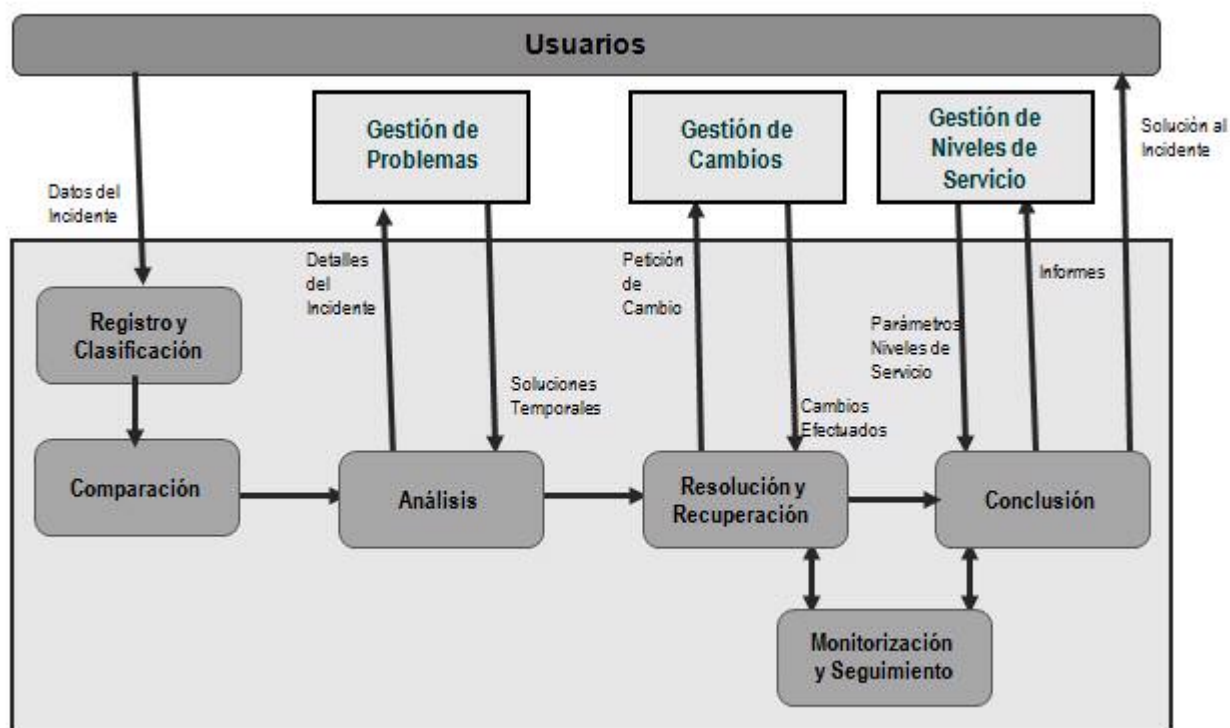 Usuarios
Gestión de
Problemas
Gestión de
Cambios
Gestión de
Niveles de
Servicio
Solución al
Incidente
Datos del
Incidente
Detalles
del
Incidente
Petición
de
Cambio
Informes
Registro y
Clasificación
Parámetros
Niveles de
Servicio
Soluciones
Temporales
Cambios
Efectuados
Comparación
Análisis
Resolución y
Recuperación
Conclusión
Monitorización
y Seguimiento